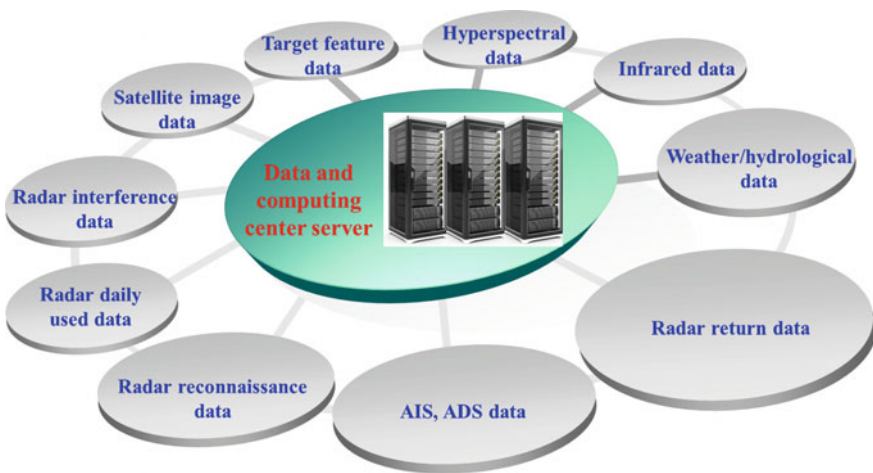 Target feature
data
Hyperspectral
data
Infrared data
Satellite image
data
Weather/hydrological
data
Data and
computing
center server
Radar interference
data
Radar daily
used data
Radar return data
Radar reconnaissance
data
AIS, ADS data